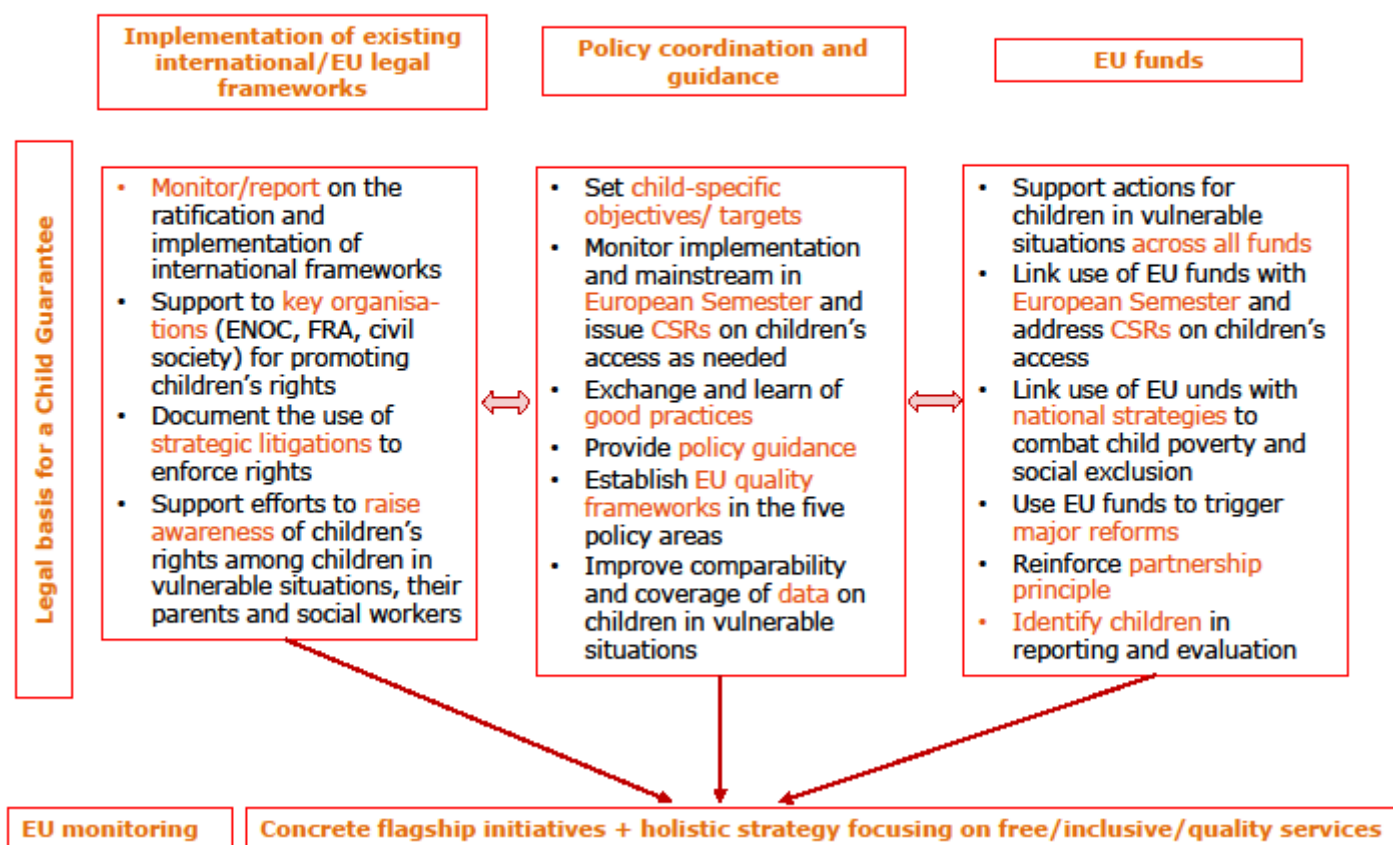 Implementation of existing
international/EU legal
frameworks
Policy coordination and
guidance
EU funds
Legal basis for a Child Guarantee
• Monitor/report on the
ratification and
implementation of
international frameworks
• Support to key organisa-
tions (ENOC, FRA, civil
society) for promoting
children's rights
• Document the use of
strategic litigations to
enforce rights
• Support efforts to raise
awareness of children's
rights among children in
vulnerable situations, their
parents and social workers
• Set child-specific
objectives/ targets
• Monitor implementation
and mainstream in
European Semester and
issue CSRs on children's
access as needed
• Exchange and learn of
good practices
• Provide policy guidance
• Establish EU quality
frameworks in the five
policy areas
• Improve comparability
and coverage of data on
children in vulnerable
situations
• Support actions for
children in vulnerable
situations across all funds
• Link use of EU funds with
European Semester and
address CSRs on children's
access
• Link use of EU unds with
national strategies to
combat child poverty and
social exclusion
• Use EU funds to trigger
major reforms
• Reinforce partnership
principle
• Identify children in
reporting and evaluation
EU monitoring
Concrete flagship initiatives + holistic strategy focusing on free/inclusive/quality services